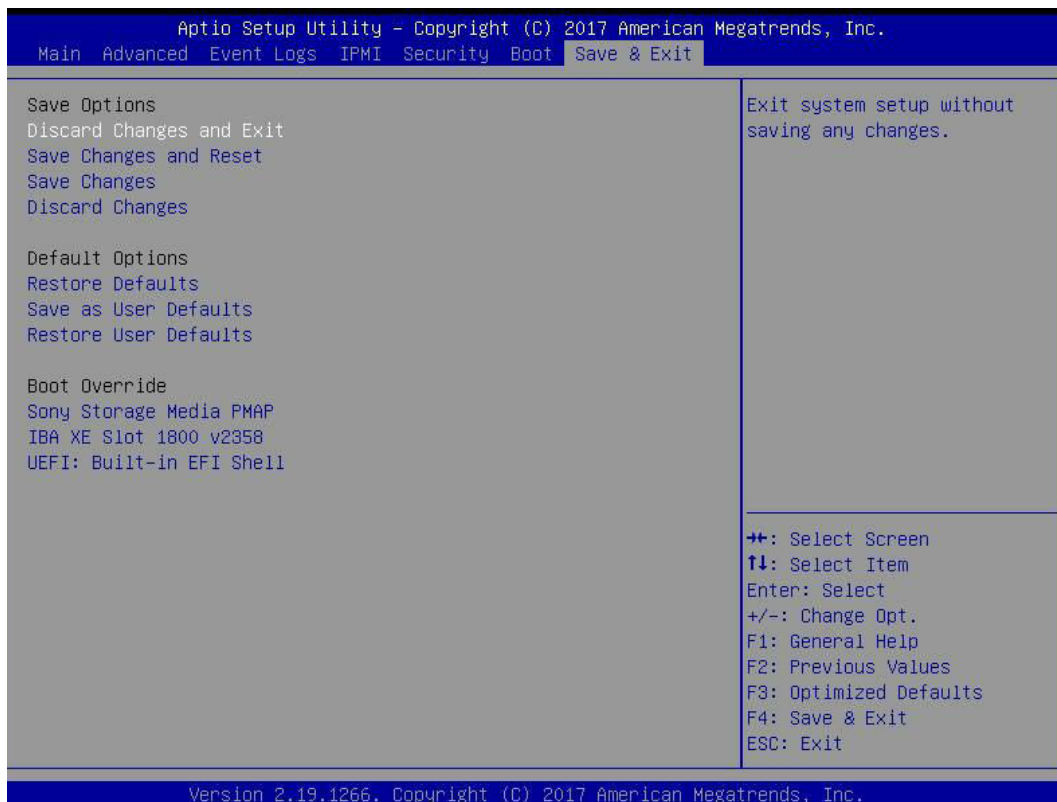 Aptio Setup Utility – Copyright (C) 2017 American Megatrends, Inc.
Main Advanced Event Logs IPMI Security Boot Save & Exit
Save Options
Discard Changes and Exit
Save Changes and Reset
Save Changes
Discard Changes
Default Options
Restore Defaults
Save as User Defaults
Restore User Defaults
Boot Override
Sony Storage Media PMAP
IBA XE Slot 1800 v2358
UEFI: Built-in EFI Shell
Exit system setup without
saving any changes.
→←: Select Screen
↑↓: Select Item
Enter: Select
+/-: Change Opt.
F1: General Help
F2: Previous Values
F3: Optimized Defaults
F4: Save & Exit
ESC: Exit
Version 2.19.1266. Copyright (C) 2017 American Megatrends, Inc.